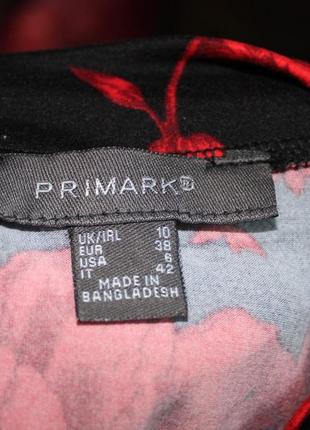 PRIMARK®
UK/IRL 10
EUR 38
USA 6
IT 42
MADE IN
BANGLADESH